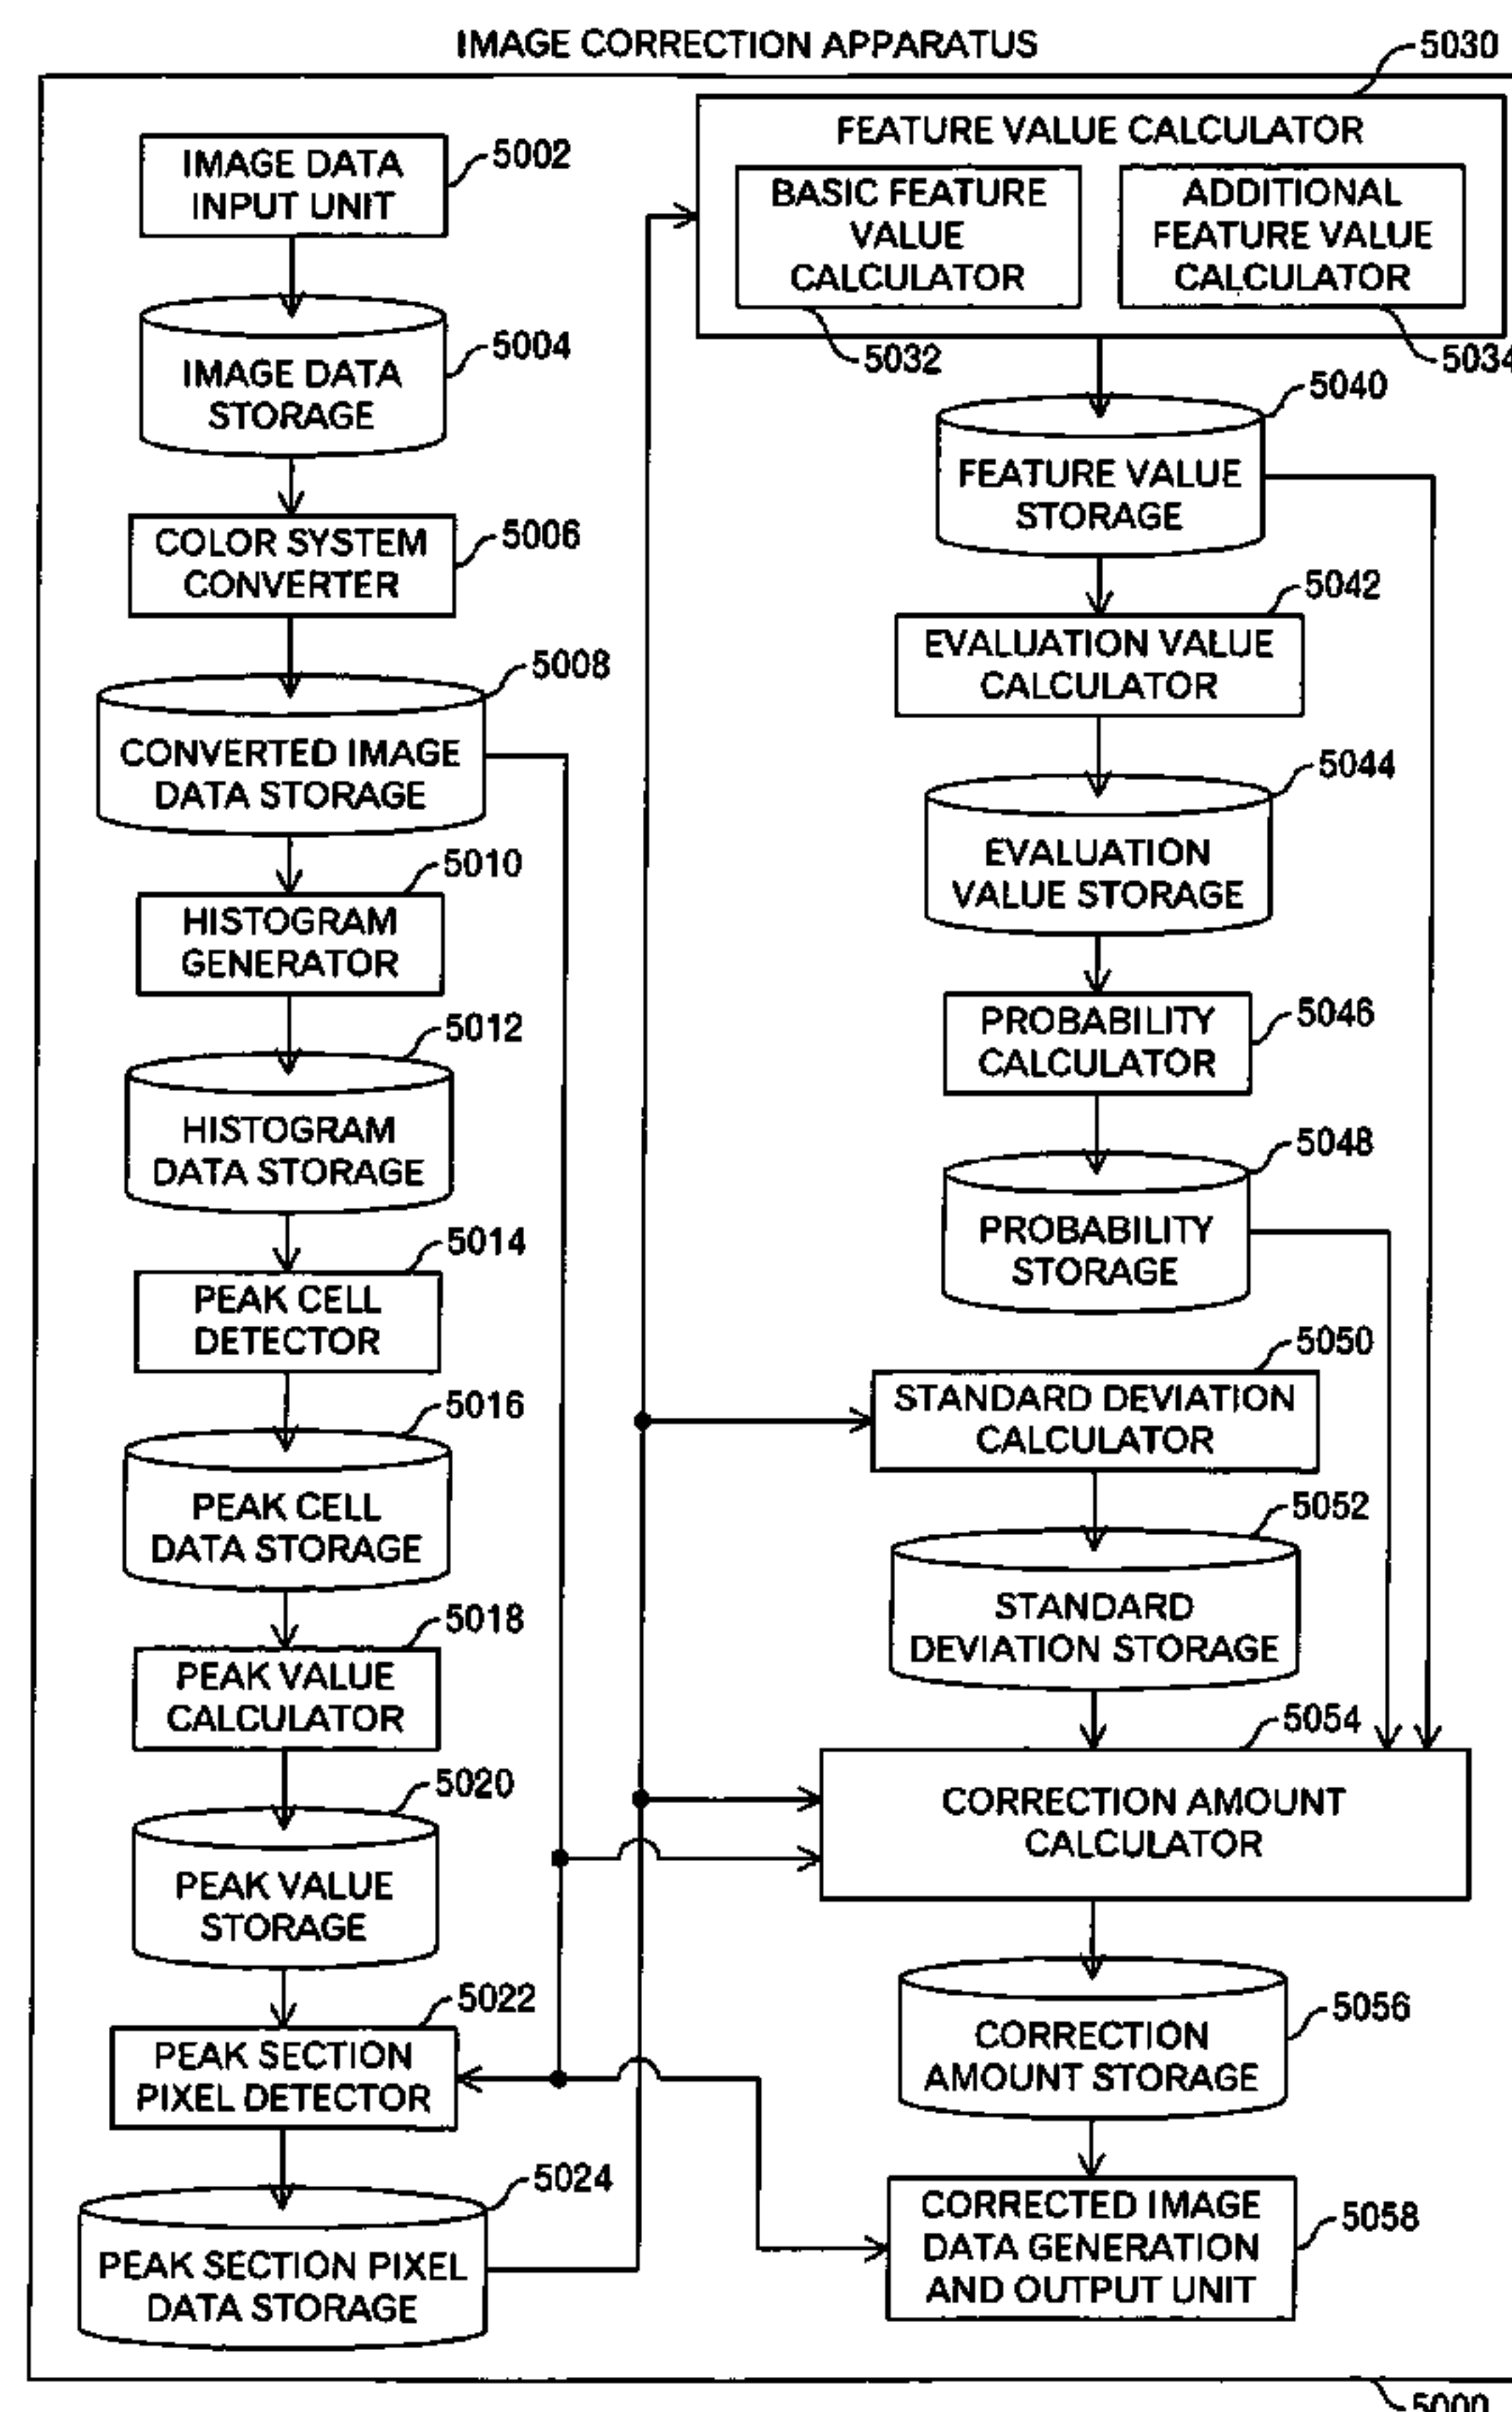 IMAGE CORRECTION APPARATUS
5030
FEATURE VALUE CALCULATOR
IMAGE DATA
INPUT UNIT
5002
BASIC FEATURE
VALUE
CALCULATOR
5032
ADDITIONAL
FEATURE VALUE
CALCULATOR
5034
IMAGE DATA
STORAGE
5004
COLOR SYSTEM
CONVERTER
5006
CONVERTED IMAGE
DATA STORAGE
5008
HISTOGRAM
GENERATOR
5010
HISTOGRAM
DATA STORAGE
5012
PEAK CELL
DETECTOR
5014
PEAK CELL
DATA STORAGE
5016
PEAK VALUE
CALCULATOR
5018
PEAK VALUE
STORAGE
5020
PEAK SECTION
PIXEL DETECTOR
5022
PEAK SECTION PIXEL
DATA STORAGE
5024
FEATURE VALUE
STORAGE
5040
EVALUATION VALUE
CALCULATOR
5042
EVALUATION
VALUE STORAGE
5044
PROBABILITY
CALCULATOR
5046
PROBABILITY
STORAGE
5048
STANDARD DEVIATION
CALCULATOR
5050
STANDARD
DEVIATION STORAGE
5052
CORRECTION AMOUNT
CALCULATOR
5054
CORRECTION
AMOUNT STORAGE
5056
CORRECTED IMAGE
DATA GENERATION
AND OUTPUT UNIT
5058
5000